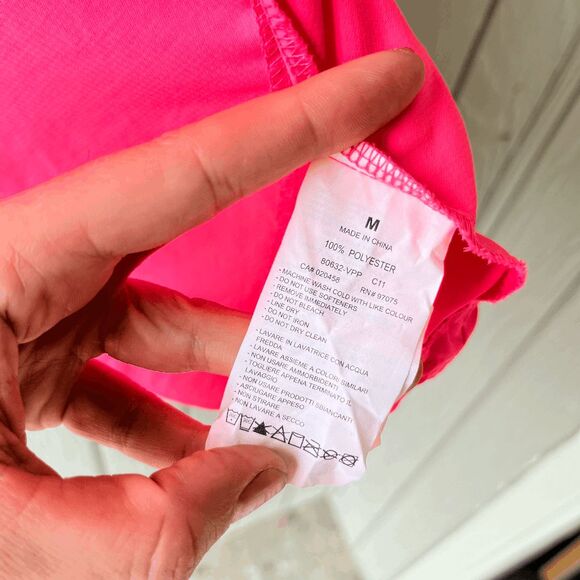 M
MADE IN CHINA
100% POLYESTER
80632-VPP C11
CA# 020458 RN# 97075
- MACHINE WASH COLD WITH LIKE COLOUR
- DO NOT USE SOFTENERS
- REMOVE IMMEDIATELY
- DO NOT BLEACH
- LINE DRY
- DO NOT IRON
- DO NOT DRY CLEAN
- LAVARE IN LAVATRICE CON ACQUA
FREDDA
- LAVARE ASSIEME A COLORI SIMILARI
- NON USARE AMMORBIDENTI
- TOGLIERE APPENA TERMINATO IL
LAVAGGIO
- NON USARE PRODOTTI SBIANCANTI
- ASCIUGARE APPESO
- NON STIRARE
- NON LAVARE A SECCO